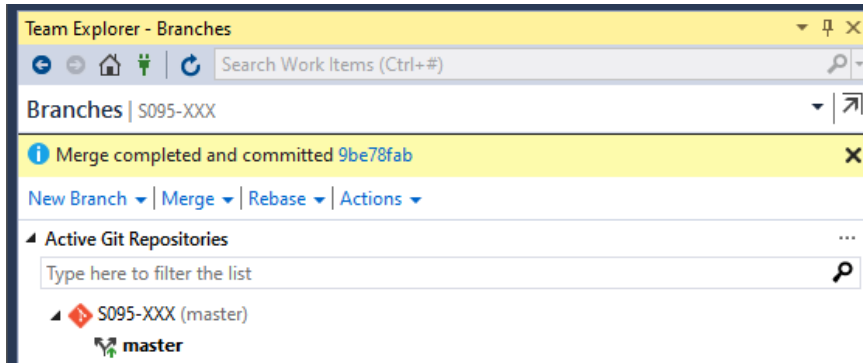 Team Explorer - Branches
Search Work Items (Ctrl+#)
Branches | S095-XXX
Merge completed and committed 9be78fab
New Branch | Merge | Rebase | Actions
Active Git Repositories
Type here to filter the list
S095-XXX (master)
master